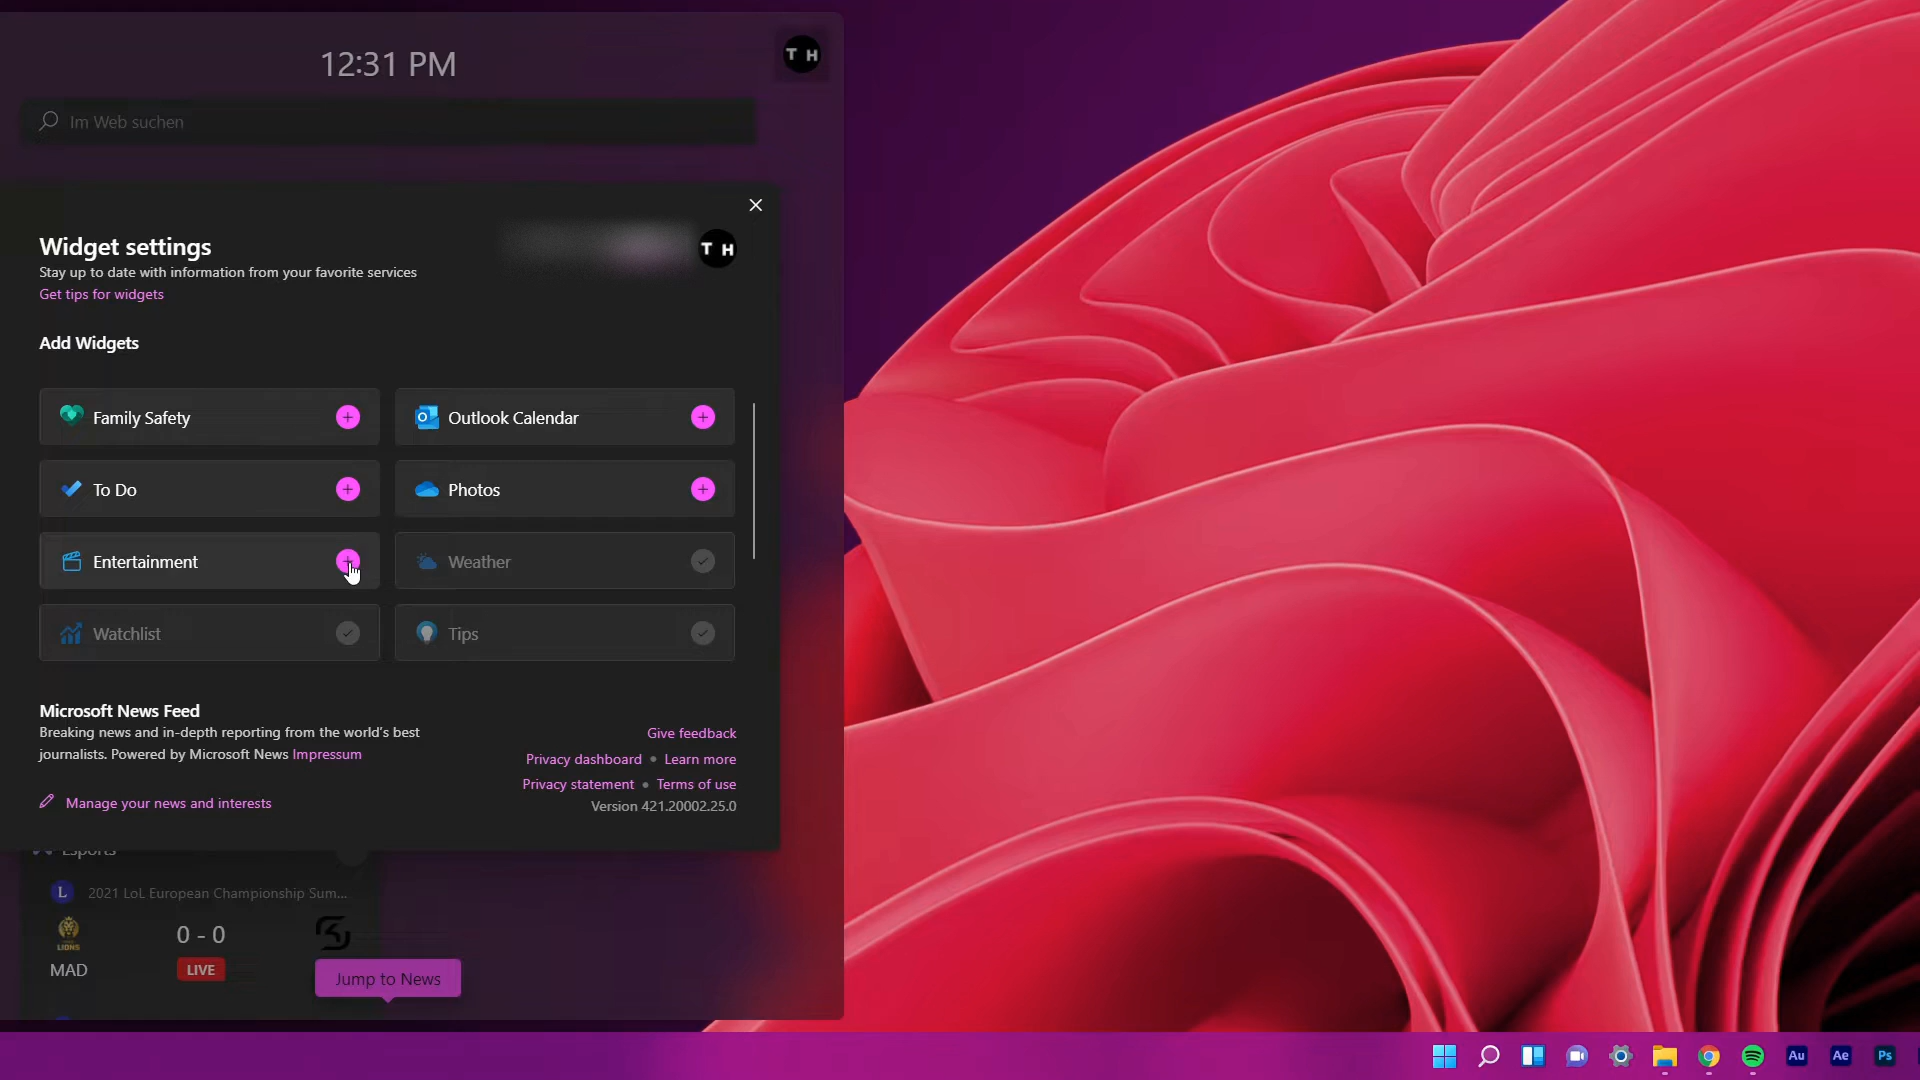 12:31 PM
T H
Im Web suchen
Widget settings
T H
Stay up to date with information from your favorite services
Get tips for widgets
Add Widgets
Family Safety
Outlook Calendar
To Do
Photos
Entertainment
Weather
Watchlist
Tips
Microsoft News Feed
Breaking news and in-depth reporting from the world's best
journalists. Powered by Microsoft News Impressum
Give feedback
Privacy dashboard • Learn more
Privacy statement • Terms of use
Version 421.20002.25.0
Manage your news and interests
Esports
L 2021 LoL European Championship Sum...
LIONS
0 - 0
MAD
LIVE
Jump to News
Au
Ae
Ps